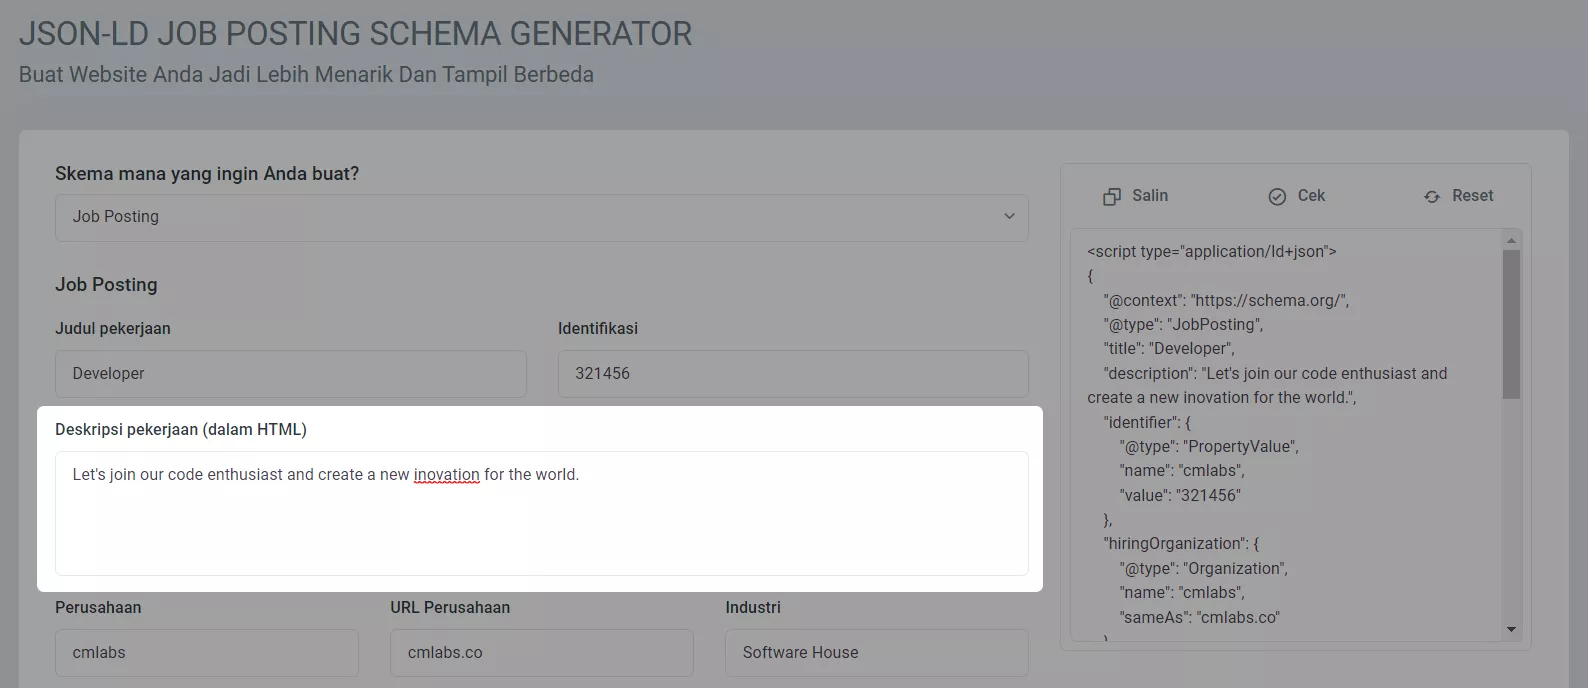 JSON-LD JOB POSTING SCHEMA GENERATOR
Buat Website Anda Jadi Lebih Menarik Dan Tampil Berbeda
Skema mana yang ingin Anda buat?
Job Posting
Job Posting
Judul pekerjaan
Identifikasi
Developer
321456
Deskripsi pekerjaan (dalam HTML)
Let's join our code enthusiast and create a new inovation for the world.
Perusahaan
URL Perusahaan
Industri
cmlabs
cmlabs.co
Software House
Salin
Cek
Reset
<script type="application/ld+json">
{
"@context": "https://schema.org/",
"@type": "JobPosting",
"title": "Developer",
"description": "Let's join our code enthusiast and
create a new inovation for the world.",
"identifier": {
"@type": "PropertyValue",
"name": "cmlabs",
"value": "321456"
},
"hiringOrganization": {
"@type": "Organization",
"name": "cmlabs",
"sameAs": "cmlabs.co"
}